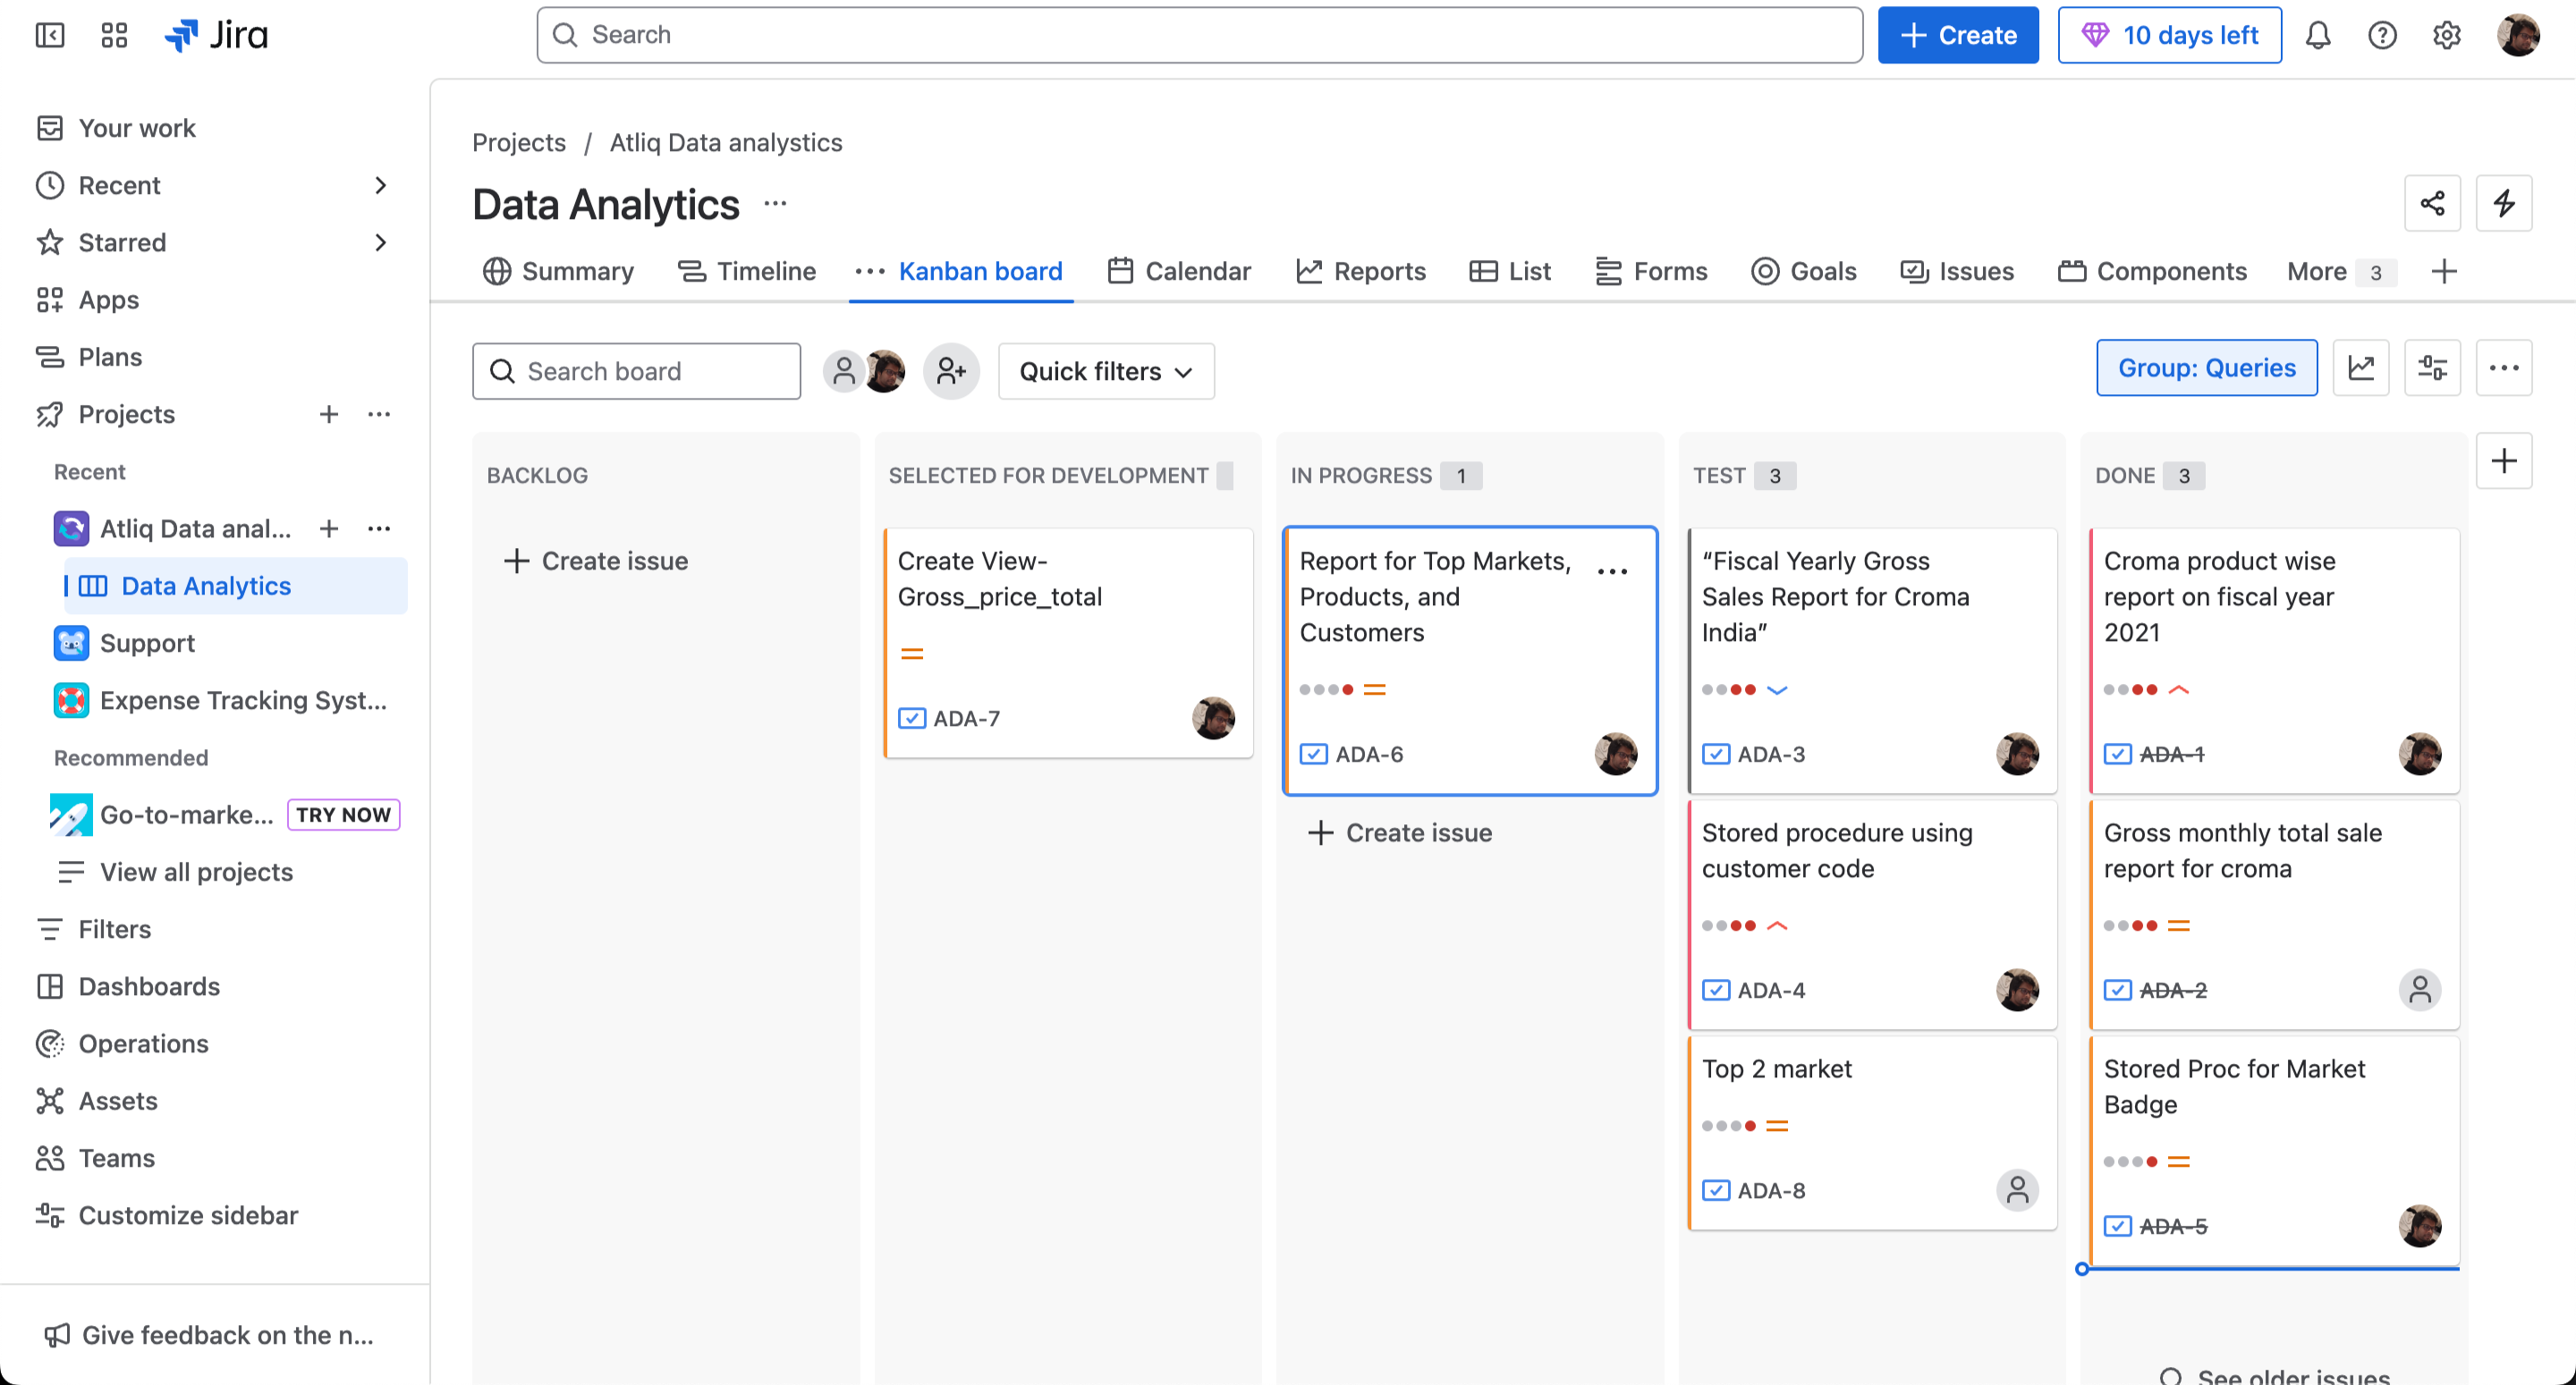 Jira
Search
Create
10 days left
Your work
Recent
Starred
Apps
Plans
Projects
Recent
Atliq Data anal...
Data Analytics
Support
Expense Tracking Syst...
Recommended
Go-to-marke... TRY NOW
View all projects
Filters
Dashboards
Operations
Assets
Teams
Customize sidebar
Give feedback on the n...
Projects / Atliq Data analystics
Data Analytics
Summary Timeline Kanban board Calendar Reports List Forms Goals Issues Components More 3
Search board
Quick filters
Group: Queries
BACKLOG
Create issue
SELECTED FOR DEVELOPMENT
Create View-
Gross_price_total
ADA-7
IN PROGRESS 1
Report for Top Markets,
Products, and
Customers
ADA-6
Create issue
TEST 3
“Fiscal Yearly Gross
Sales Report for Croma
India”
ADA-3
Stored procedure using
customer code
ADA-4
Top 2 market
ADA-8
DONE 3
Croma product wise
report on fiscal year
2021
ADA-1
Gross monthly total sale
report for croma
ADA-2
Stored Proc for Market
Badge
ADA-5
See older issues